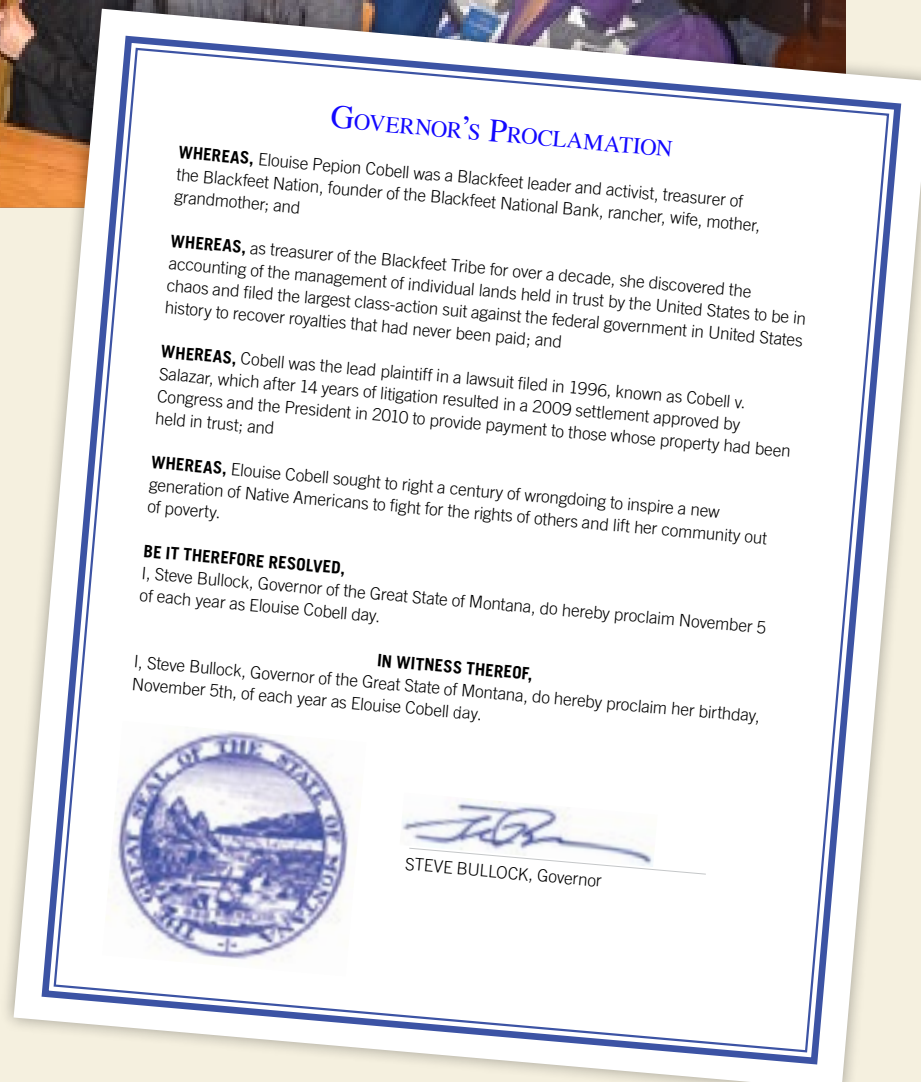 GOVERNOR'S PROCLAMATION
WHEREAS, Elouise Pepion Cobell was a Blackfeet leader and activist, treasurer of
the Blackfeet Nation, founder of the Blackfeet National Bank, rancher, wife, mother,
grandmother; and
WHEREAS, as treasurer of the Blackfeet Tribe for over a decade, she discovered the
accounting of the management of individual lands held in trust by the United States to be in
chaos and filed the largest class-action suit against the federal government in United States
history to recover royalties that had never been paid; and
WHEREAS, Cobell was the lead plaintiff in a lawsuit filed in 1996, known as Cobell v.
Salazar, which after 14 years of litigation resulted in a 2009 settlement approved by
Congress and the President in 2010 to provide payment to those whose property had been
held in trust; and
WHEREAS, Elouise Cobell sought to right a century of wrongdoing to inspire a new
generation of Native Americans to fight for the rights of others and lift her community out
of poverty.
BE IT THEREFORE RESOLVED,
I, Steve Bullock, Governor of the Great State of Montana, do hereby proclaim November 5
of each year as Elouise Cobell day.
IN WITNESS THEREOF,
I, Steve Bullock, Governor of the Great State of Montana, do hereby proclaim her birthday,
November 5th, of each year as Elouise Cobell day.
THE GREAT SEAL OF THE STATE OF MONTANA
STEVE BULLOCK, Governor